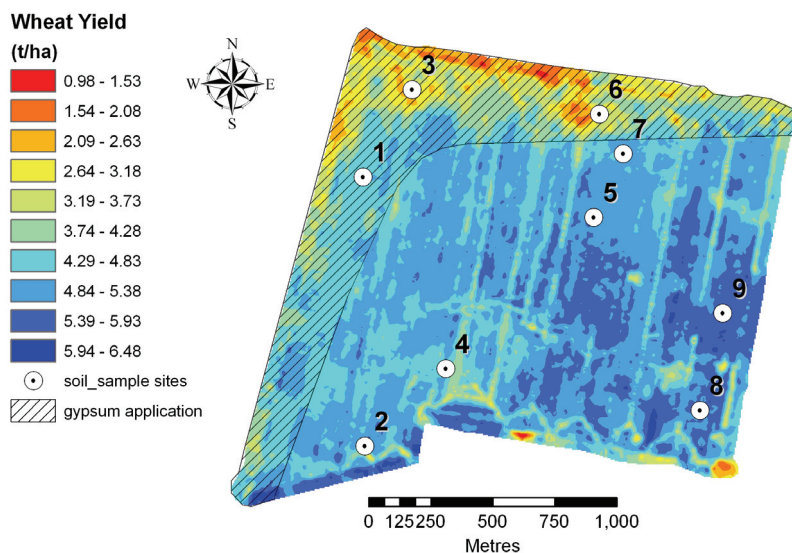 Wheat Yield
(t/ha)
0.98 - 1.53
1.54 - 2.08
2.09 - 2.63
2.64 - 3.18
3.19 - 3.73
3.74 - 4.28
4.29 - 4.83
4.84 - 5.38
5.39 - 5.93
5.94 - 6.48
soil_sample sites
gypsum application
N
W E
S
3
6
7
1
5
9
4
8
2
0 125 250 500 750 1,000
Metres